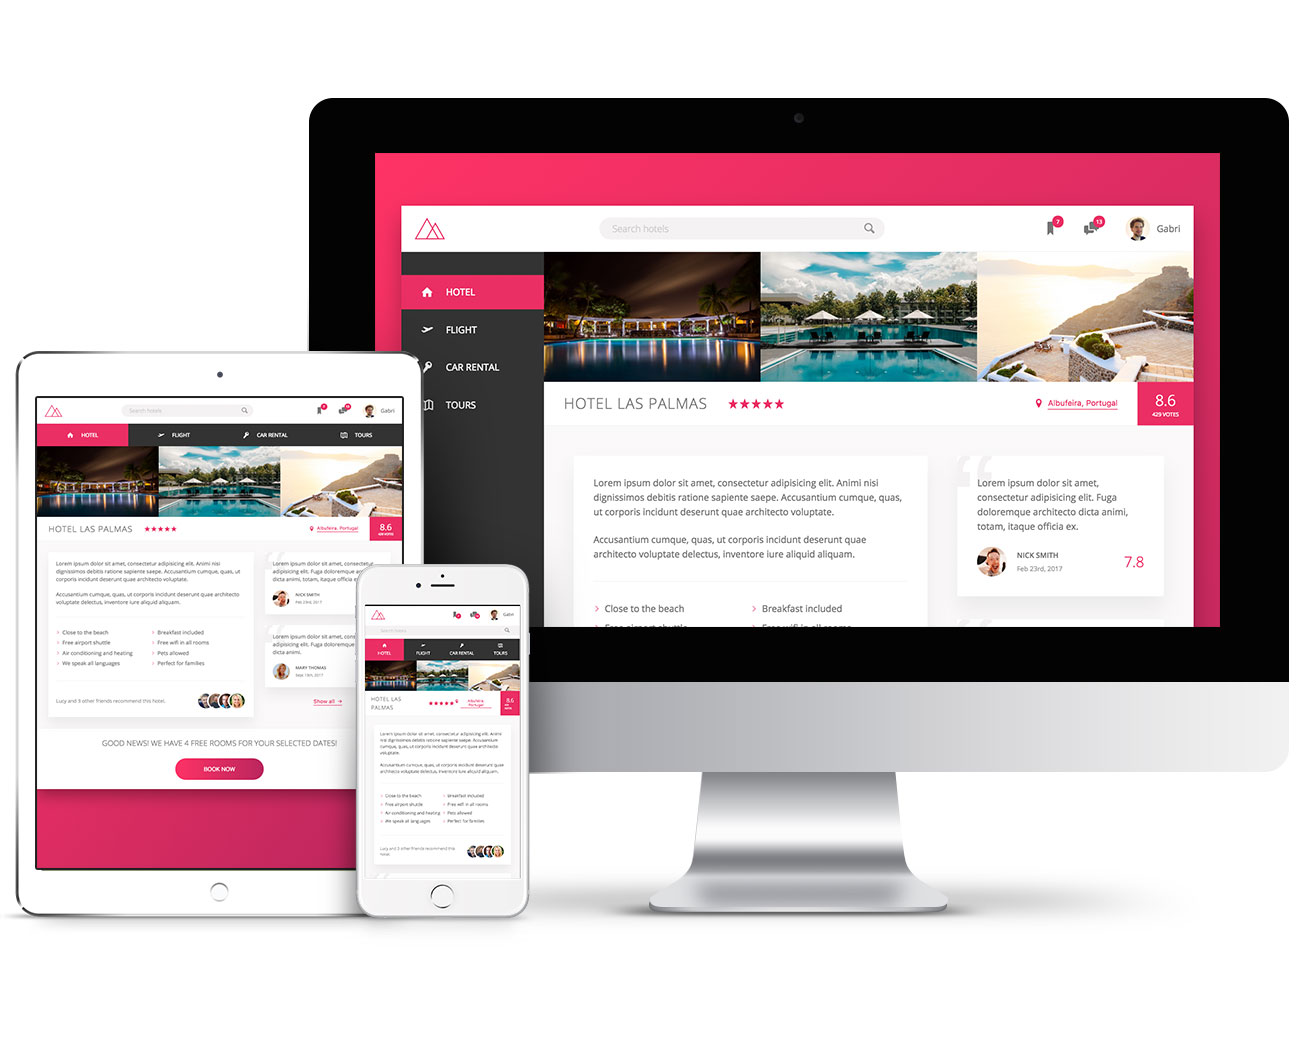 Search hotels
7
13
Gabri
HOTEL
FLIGHT
CAR RENTAL
TOURS
HOTEL LAS PALMAS
Albufeira, Portugal
8.6
429 VOTES
Lorem ipsum dolor sit amet, consectetur adipisicing elit. Animi nisi
dignissimos debitis ratione sapiente saepe. Accusantium cumque, quas,
ut corporis incidunt deserunt quae architecto voluptate.
Accusantium cumque, quas, ut corporis incidunt deserunt quae
architecto voluptate delectus, inventore iure aliquid aliquam.
Close to the beach
Breakfast included
Free airport shuttle
Free wifi in all rooms
“
Lorem ipsum dolor sit amet,
consectetur adipisicing elit. Fuga
doloremque architecto dicta animi,
totam, itaque officia ex.
NICK SMITH
Feb 23rd, 2017
7.8
Search hotels
Gabri
HOTEL
FLIGHT
CAR RENTAL
TOURS
HOTEL LAS PALMAS
Albufeira, Portugal
8.6
429 VOTES
Lorem ipsum dolor sit amet, consectetur adipisicing elit. Animi nisi
dignissimos debitis ratione sapiente saepe. Accusantium cumque, quas, ut
corporis incidunt deserunt quae architecto voluptate.
Accusantium cumque, quas, ut corporis incidunt deserunt quae architecto
voluptate delectus, inventore iure aliquid aliquam.
Close to the beach
Breakfast included
Free airport shuttle
Free wifi in all rooms
Air conditioning and heating
Pets allowed
We speak all languages
Perfect for families
Lucy and 3 other friends recommend this hotel.
Lorem ipsum dolor sit amet, consectetur
adipisicing elit. Fuga doloremque architecto
dicta animi, totam, itaque officia ex.
NICK SMITH
Feb 23rd, 2017
Lorem ipsum dolor sit amet, consectetur
adipisicing elit. Fuga doloremque architecto
dicta animi.
MARY THOMAS
Sept 18th, 2017
Show all
GOOD NEWS! WE HAVE 4 FREE ROOMS FOR YOUR SELECTED DATES!
BOOK NOW
Gabri
Search hotels
HOTEL
FLIGHT
CAR RENTAL
TOURS
HOTEL LAS
PALMAS
Albufeira,
Portugal
8.6
429
VOTES
Lorem ipsum dolor sit amet, consectetur adipisicing elit.
Animi nisi dignissimos debitis ratione sapiente saepe. Accusantium
cumque, quas, ut corporis incidunt deserunt quae architecto
voluptate.
Accusantium cumque, quas, ut corporis incidunt deserunt quae
architecto voluptate delectus, inventore iure aliquid aliquam.
Close to the beach
Breakfast included
Free airport shuttle
Free wifi in all rooms
Air conditioning and heating
Pets allowed
We speak all languages
Perfect for families
Lucy and 3 other friends recommend this
hotel.